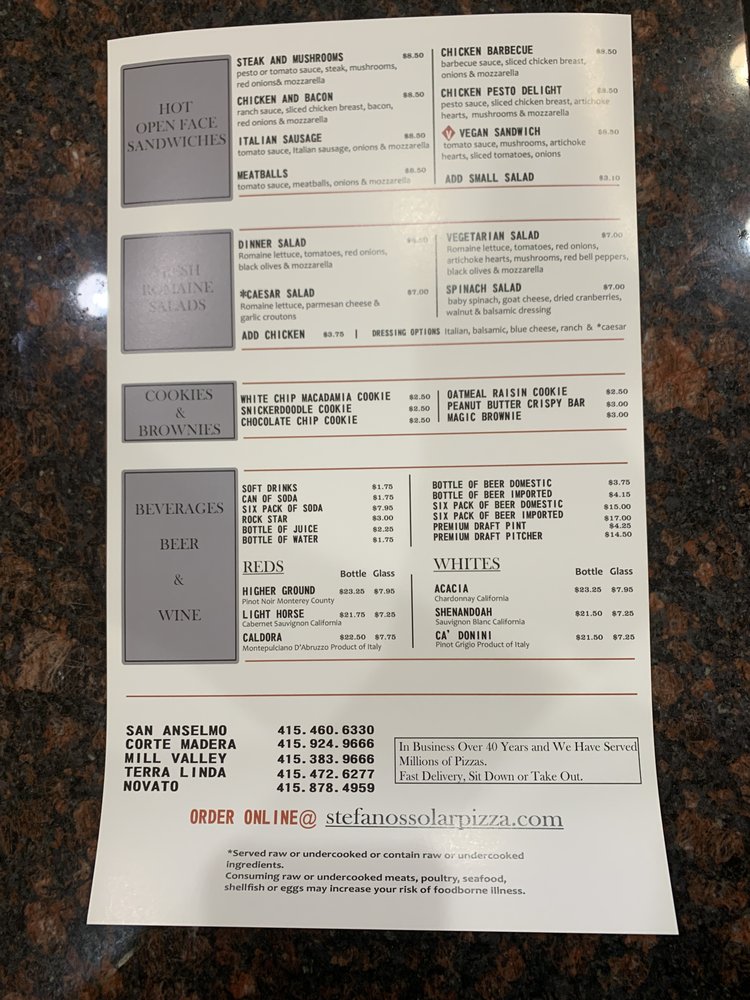 HOT
OPEN FACE
SANDWICHES
STEAK AND MUSHROOMS $8.50
pesto or tomato sauce, steak, mushrooms,
red onions& mozzarella
CHICKEN AND BACON $8.50
ranch sauce, sliced chicken breast, bacon,
red onions & mozzarella
ITALIAN SAUSAGE $8.50
tomato sauce, Italian sausage, onions & mozzarella
MEATBALLS $8.50
tomato sauce, meatballs, onions & mozzarella
CHICKEN BARBECUE $8.50
barbecue sauce, sliced chicken breast,
onions & mozzarella
CHICKEN PESTO DELIGHT $8.50
pesto sauce, sliced chicken breast, artichoke
hearts, mushrooms & mozzarella
V VEGAN SANDWICH $8.50
tomato sauce, mushrooms, artichoke
hearts, sliced tomatoes, onions
ADD SMALL SALAD $3.10
FRESH
ROMAINE
SALADS
DINNER SALAD
Romaine lettuce, tomatoes, red onions,
black olives & mozzarella
*CAESAR SALAD $7.00
Romaine lettuce, parmesan cheese &
garlic croutons
VEGETARIAN SALAD $7.00
Romaine lettuce, tomatoes, red onions,
artichoke hearts, mushrooms, red bell peppers,
black olives & mozzarella
SPINACH SALAD $7.00
baby spinach, goat cheese, dried cranberries,
walnut & balsamic dressing
ADD CHICKEN $3.75 | DRESSING OPTIONS Italian, balsamic, blue cheese, ranch & *caesar
COOKIES
&
BROWNIES
WHITE CHIP MACADAMIA COOKIE $2.50
SNICKERDOODLE COOKIE $2.50
CHOCOLATE CHIP COOKIE $2.50
OATMEAL RAISIN COOKIE $2.50
PEANUT BUTTER CRISPY BAR $3.00
MAGIC BROWNIE $3.00
BEVERAGES
BEER
&
WINE
SOFT DRINKS $1.75
CAN OF SODA $1.75
SIX PACK OF SODA $7.95
ROCK STAR $3.00
BOTTLE OF JUICE $2.25
BOTTLE OF WATER $1.75
BOTTLE OF BEER DOMESTIC $3.75
BOTTLE OF BEER IMPORTED $4.15
SIX PACK OF BEER DOMESTIC $15.00
SIX PACK OF BEER IMPORTED $17.00
PREMIUM DRAFT PINT $4.25
PREMIUM DRAFT PITCHER $14.50
REDS Bottle Glass
HIGHER GROUND $23.25 $7.95
Pinot Noir Monterey County
LIGHT HORSE $21.75 $7.25
Cabernet Sauvignon California
CALDORA $22.50 $7.75
Montepulciano D'Abruzzo Product of Italy
WHITES Bottle Glass
ACACIA $23.25 $7.95
Chardonnay California
SHENANDOAH $21.50 $7.25
Sauvignon Blanc California
CA' DONINI $21.50 $7.25
Pinot Grigio Product of Italy
SAN ANSELMO 415.460.6330
CORTE MADERA 415.924.9666
MILL VALLEY 415.383.9666
TERRA LINDA 415.472.6277
NOVATO 415.878.4959
In Business Over 40 Years and We Have Served
Millions of Pizzas.
Fast Delivery, Sit Down or Take Out.
ORDER ONLINE@ stefanossolarpizza.com
*Served raw or undercooked or contain raw or undercooked
ingredients.
Consuming raw or undercooked meats, poultry, seafood,
shellfish or eggs may increase your risk of foodborne illness.